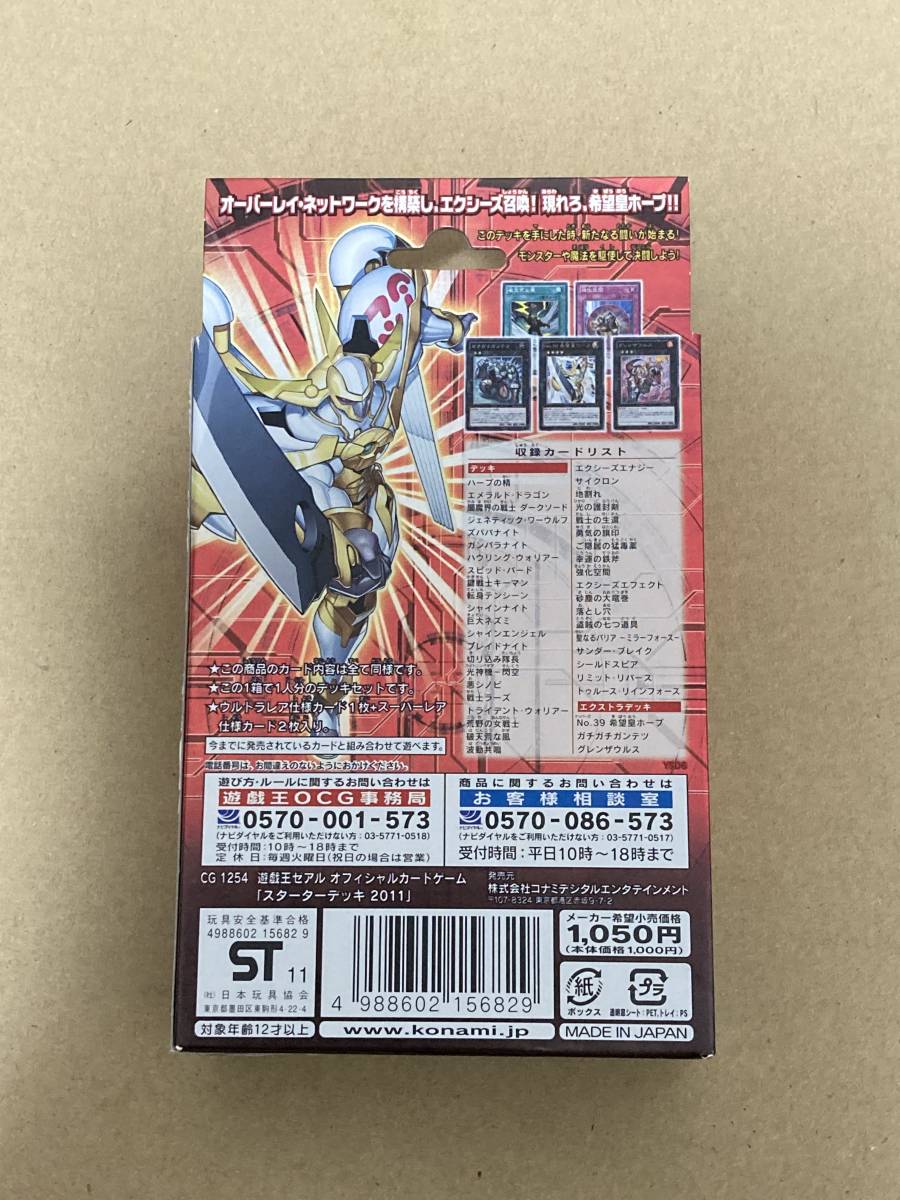 オーバーレイ・ネットワークを構築し、エクシーズ召喚! 現れろ、希望皇ホープ!!
このデッキを手にした時、新たなる闘いが始まる!
モンスターや魔法を駆使して決闘しよう!
収録カードリスト
デッキ
ハープの精
エメラルド・ドラゴン
闇魔界の戦士 ダークソード
ジェネティック・ワーウルフ
ズババナイト
ガンバラナイト
ハウリング・ウォリアー
スピード・バード
鍵戦士キーマン
転身テンシーン
シャインナイト
巨大ネズミ
シャインエンジェル
ブレイドナイト
切り込み隊長
光神機-閃空
悪シノビ
戦士ラーズ
トライデント・ウォリアー
荒野の女戦士
破天荒な風
波動共鳴
エクシーズエナジー
サイクロン
地割れ
光の護封剣
戦士の生還
勇気の旗印
ご隠居の猛毒薬
幸運の鉄斧
強化空間
エクシーズエフェクト
砂塵の大竜巻
落とし穴
盗賊の七つ道具
聖なるバリア -ミラーフォース-
サンダー・ブレイク
シールドスピア
リミット・リバース
トゥルース・リインフォース
エクストラデッキ
No.39 希望皇ホープ
ガチガチガンテツ
グレンザウルス
YSD6
★この商品のカード内容は全て同様です。
★この1箱で1人分のデッキセットです。
★ウルトラレア仕様カード1枚+スーパーレア
仕様カード2枚入り。
今までに発売されているカードと組み合わせて遊べます。
電話番号は、お間違えのないようにおかけください。
遊び方・ルールに関するお問い合わせは
遊戯王OCG事務局
ナビダイヤル
0570-001-573
(ナビダイヤルをご利用いただけない方:03-5771-0518)
受付時間:10時~18時まで
定 休 日:毎週火曜日(祝日の場合は営業)
商品に関するお問い合わせは
お客様相談室
ナビダイヤル
0570-086-573
(ナビダイヤルをご利用いただけない方:03-5771-0517)
受付時間:平日10時~18時まで
CG 1254 遊戯王ゼアル オフィシャルカードゲーム
「スターターデッキ 2011」
発売元
株式会社コナミデジタルエンタテインメント
〒107-8324 東京都港区赤坂9-7-2
玩具安全基準合格
4988602 15682 9
ST 11
(社)日本玩具協会
東京都墨田区東駒形4-22-4
対象年齢12才以上
4 988602 156829
www.konami.jp
メーカー希望小売価格
1,050円
(本体価格1,000円)
紙
ボックス
プラ
透明窓シート:PET,トレイ:PS
MADE IN JAPAN